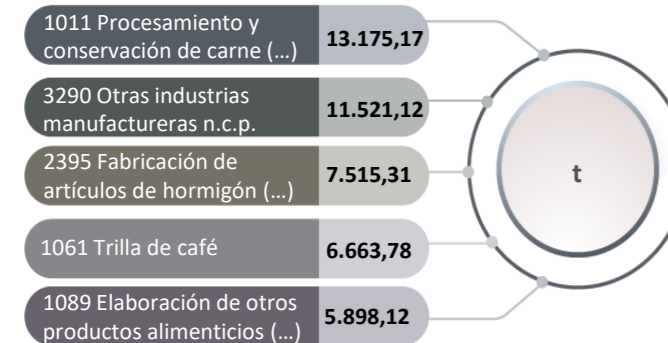 1011 Procesamiento y
conservación de carne (...)
13.175,17
3290 Otras industrias
manufactureras n.c.p.
11.521,12
2395 Fabricación de
artículos de hormigón (...)
7.515,31
1061 Trilla de café
6.663,78
1089 Elaboración de otros
productos alimenticios (...)
5.898,12
t